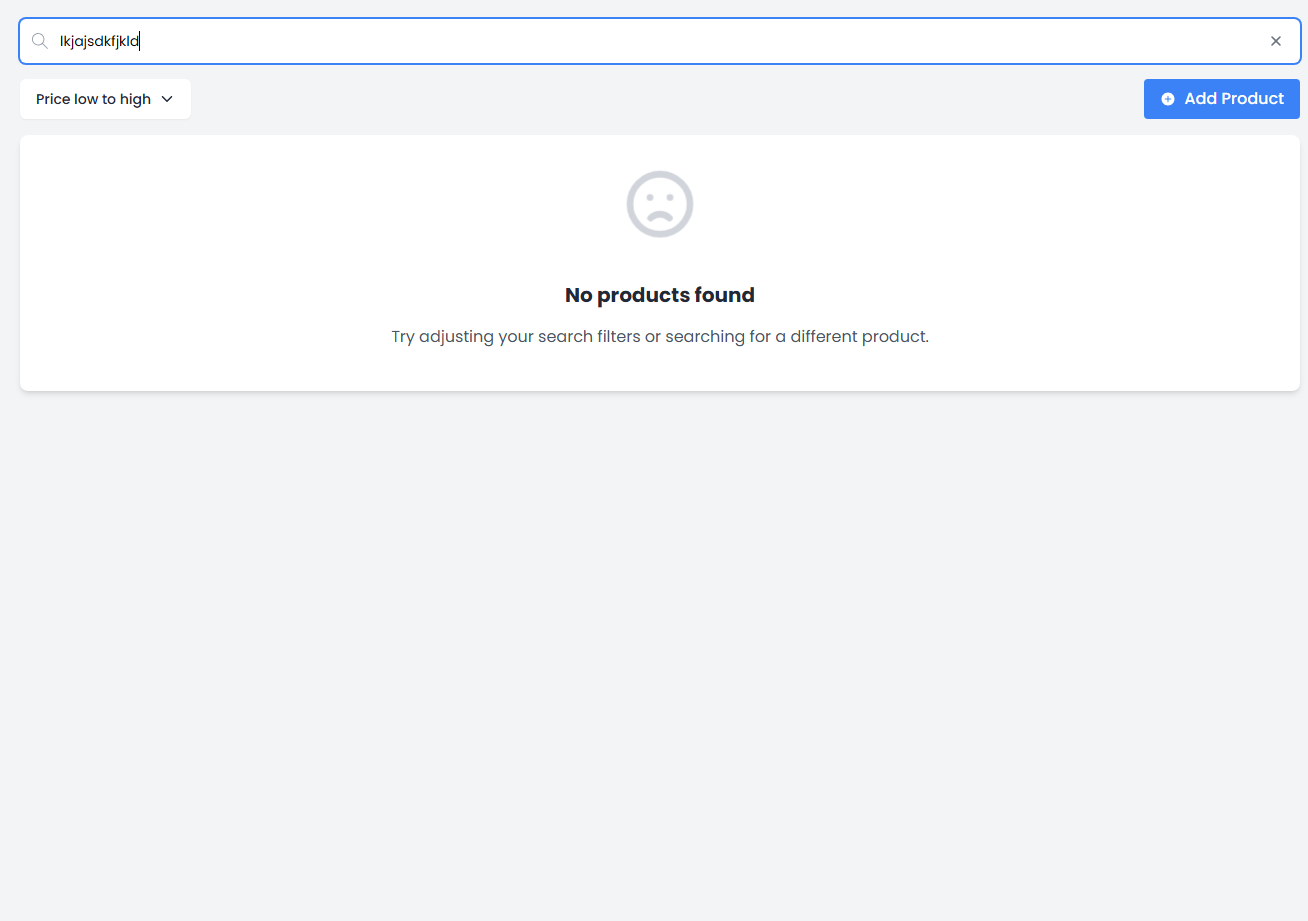 lkjajsdkfjkld
Price low to high
Add Product
No products found
Try adjusting your search filters or searching for a different product.